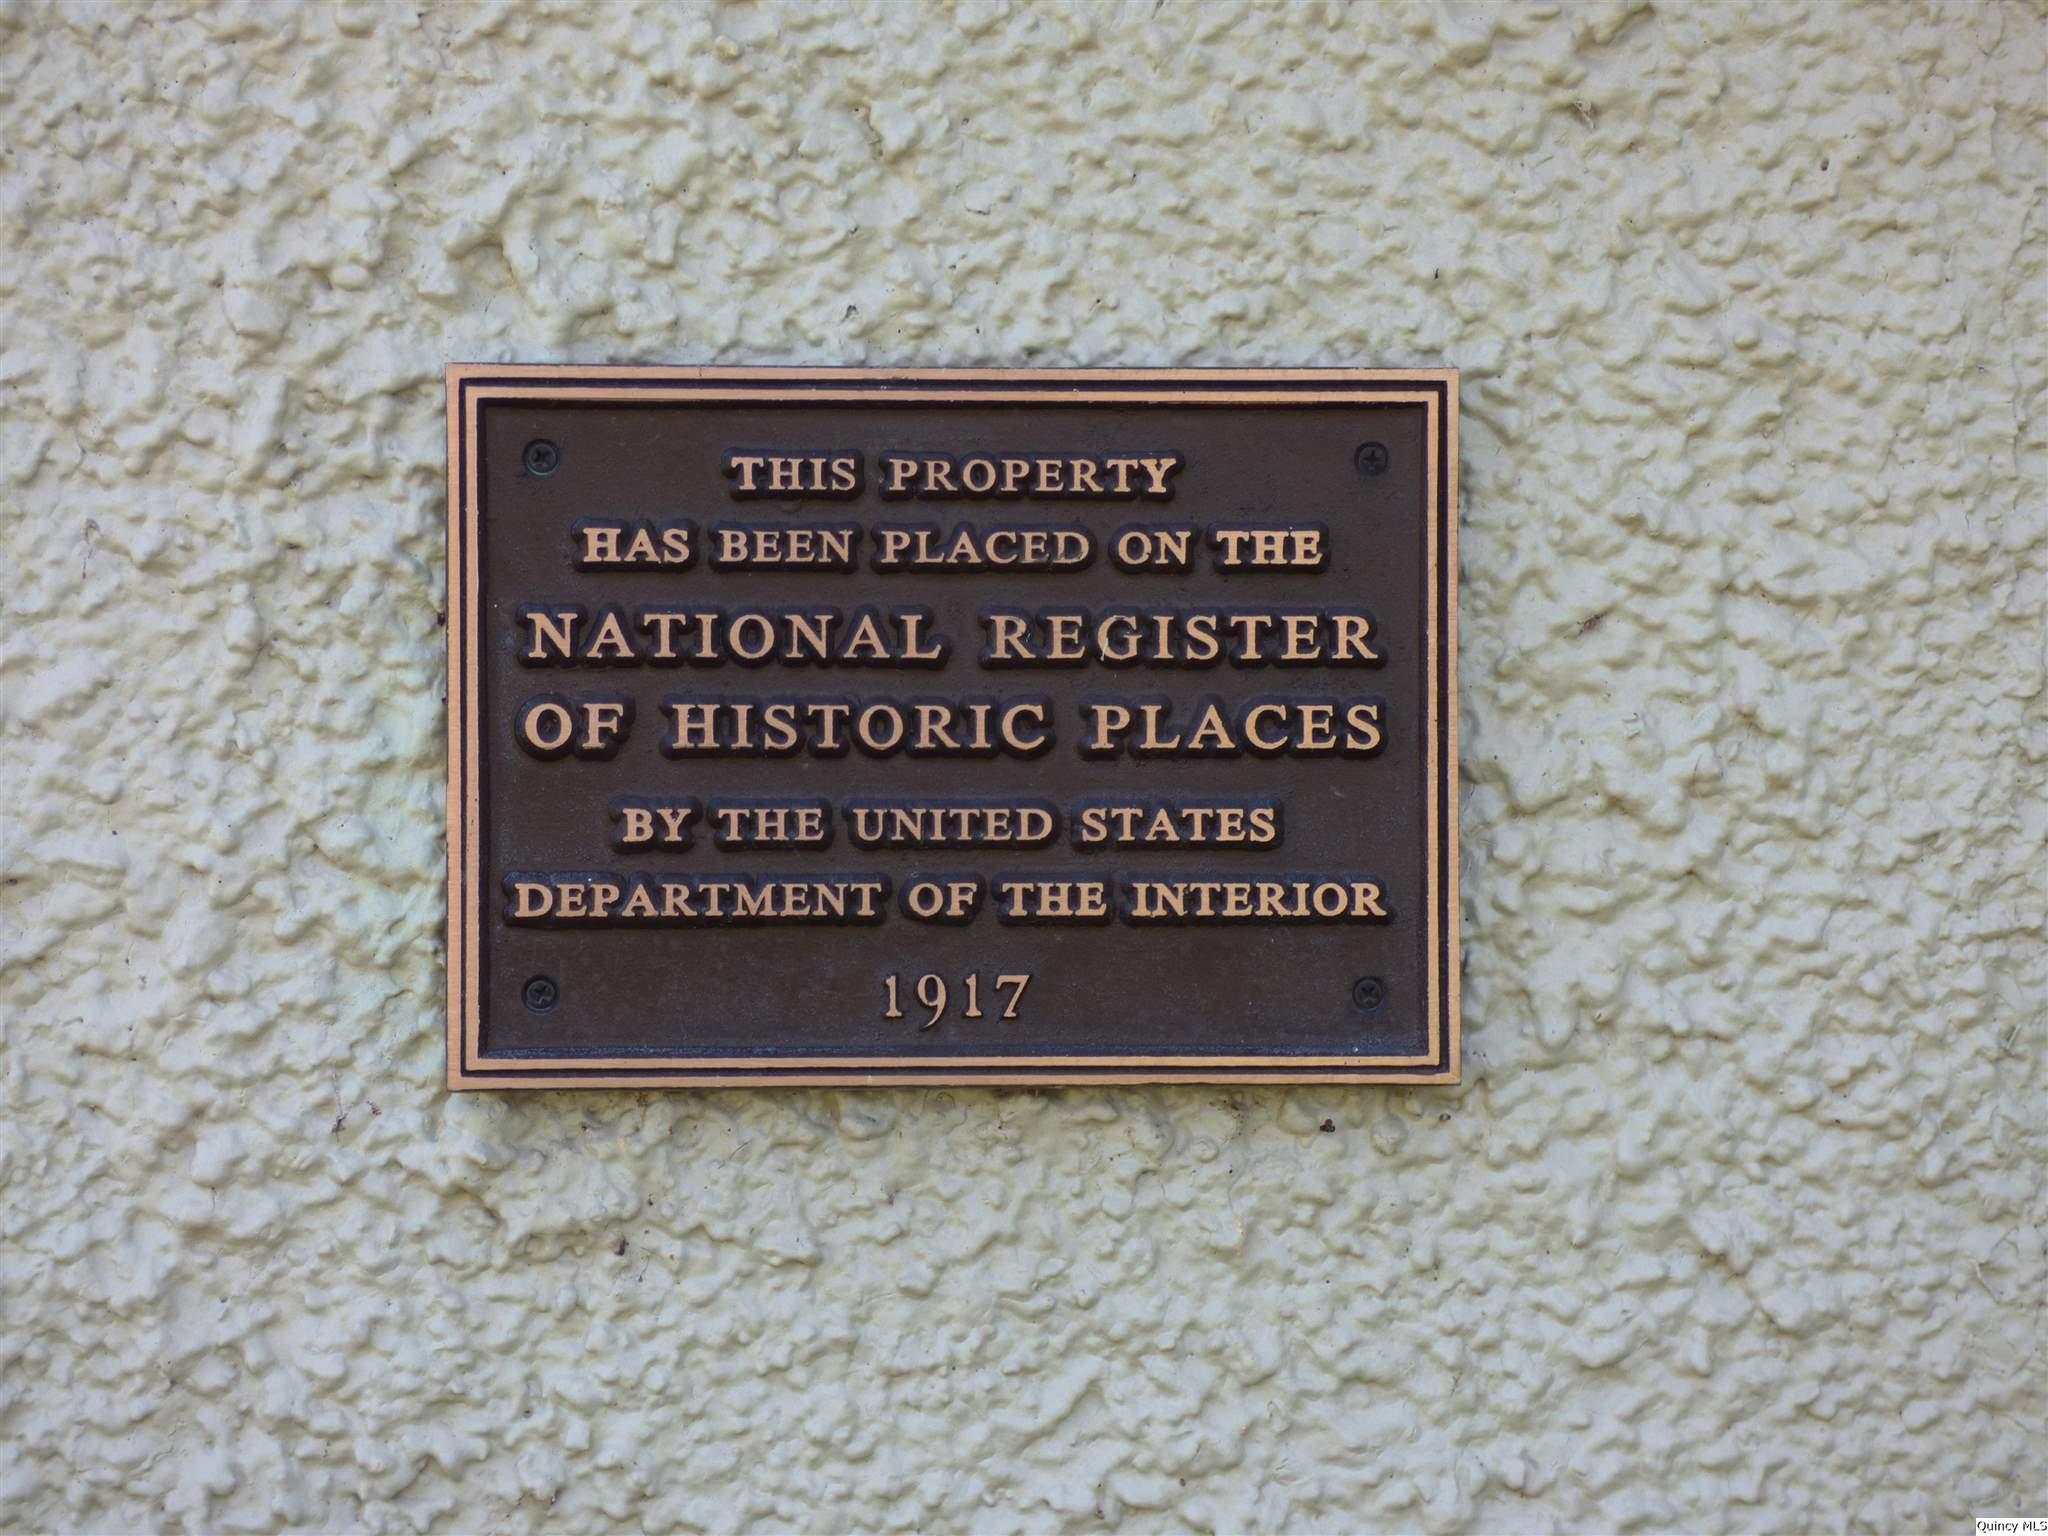 THIS PROPERTY
HAS BEEN PLACED ON THE
NATIONAL REGISTER
OF HISTORIC PLACES
BY THE UNITED STATES
DEPARTMENT OF THE INTERIOR
1917
Quincy MLS